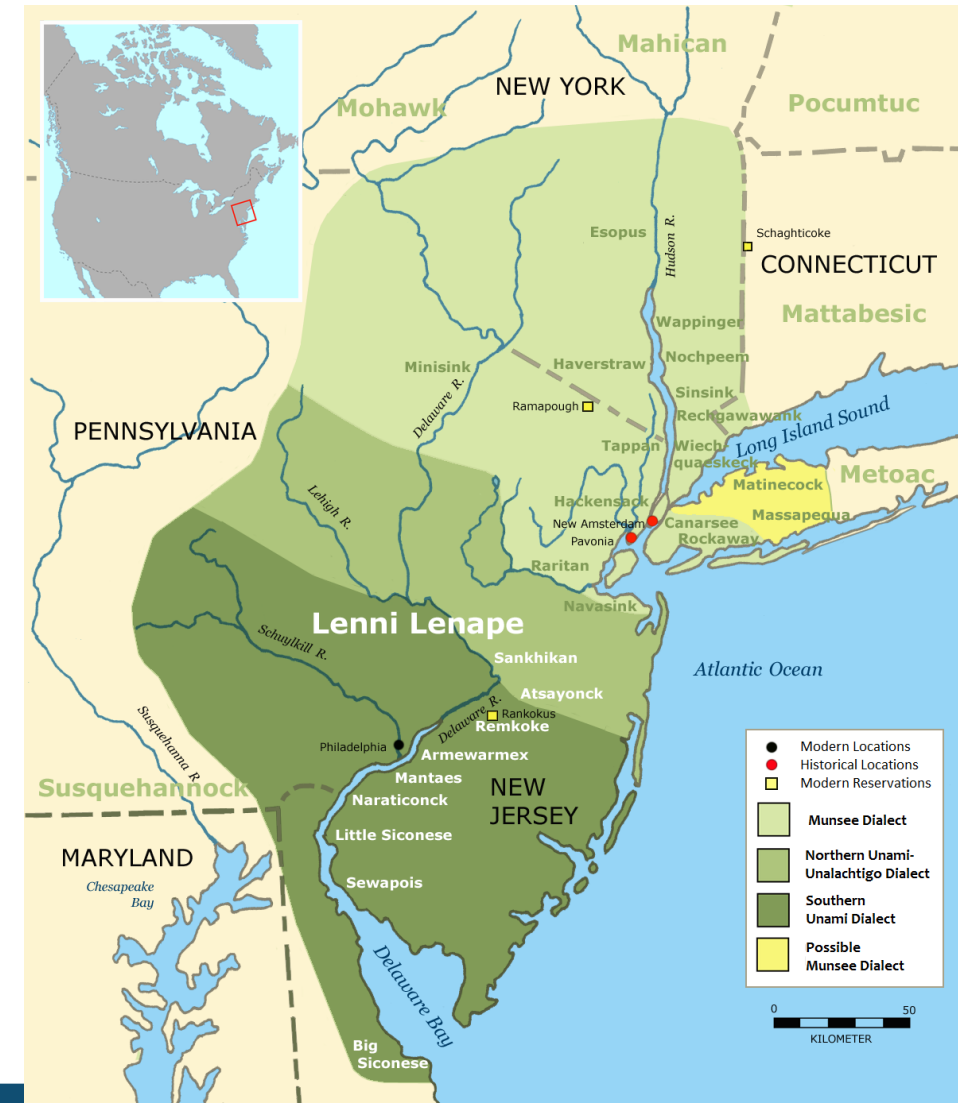 Mahican
NEW YORK
Mohawk
Pocumtuc
Esopus
Hudson R.
Schaghticoke
CONNECTICUT
Mattabesic
Wappinger
Minisink
Haverstraw
Nochpeem
Delaware R.
Sinsink
Ramapough
Rechgawawank
PENNSYLVANIA
Long Island Sound
Tappan
Wiech-
quaeskeck
Metoac
Matinecock
Lehigh R.
Hackensack
Massapequa
New Amsterdam
Canarsee
Pavonia
Rockaway
Raritan
Navasink
Lenni Lenape
Schuylkill R.
Sankhikan
Atlantic Ocean
Atsayonck
Delaware R.
Rankokus
Remkoke
Susquehanna R.
Philadelphia
Armewarmex
Mantaes
Susquehannock
NEW
JERSEY
Naraticonck
Little Siconese
MARYLAND
Chesapeake
Bay
Sewapois
Delaware Bay
Big
Siconese
Modern Locations
Historical Locations
Modern Reservations
Munsee Dialect
Northern Unami-
Unalachtigo Dialect
Southern
Unami Dialect
Possible
Munsee Dialect
0 50
KILOMETER